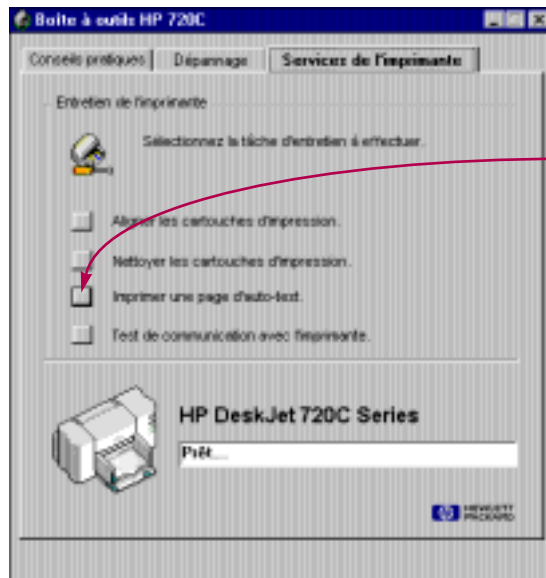 Boîte à outils HP 720C
Conseils pratiques Dépannage Services de l'imprimante
Entretien de l'imprimante
Sélectionnez la tâche d'entretien à effectuer.
Aligner les cartouches d'impression.
Nettoyer les cartouches d'impression.
Imprimer une page d'auto-test.
Test de communication avec l'imprimante.
HP DeskJet 720C Series
Prêt...
HEWLETT
PACKARD